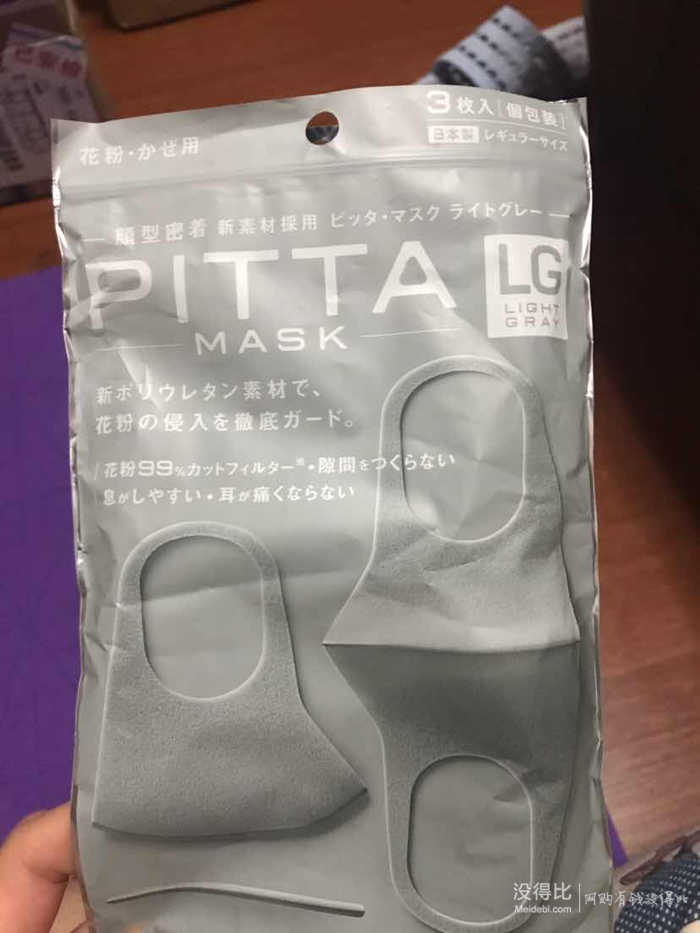 3枚入[個包装]
花粉・かぜ用
日本製 レギュラーサイズ
顔型密着 新素材採用 ピッタ・マスク ライトグレー
PITTA
MASK
LG
LIGHT
GRAY
新ポリウレタン素材で、
花粉の侵入を徹底ガード。
花粉99%カットフィルター※・隙間をつくらない
息がしやすい・耳が痛くならない
没得比
Meidebi.com
网购有钱没得比